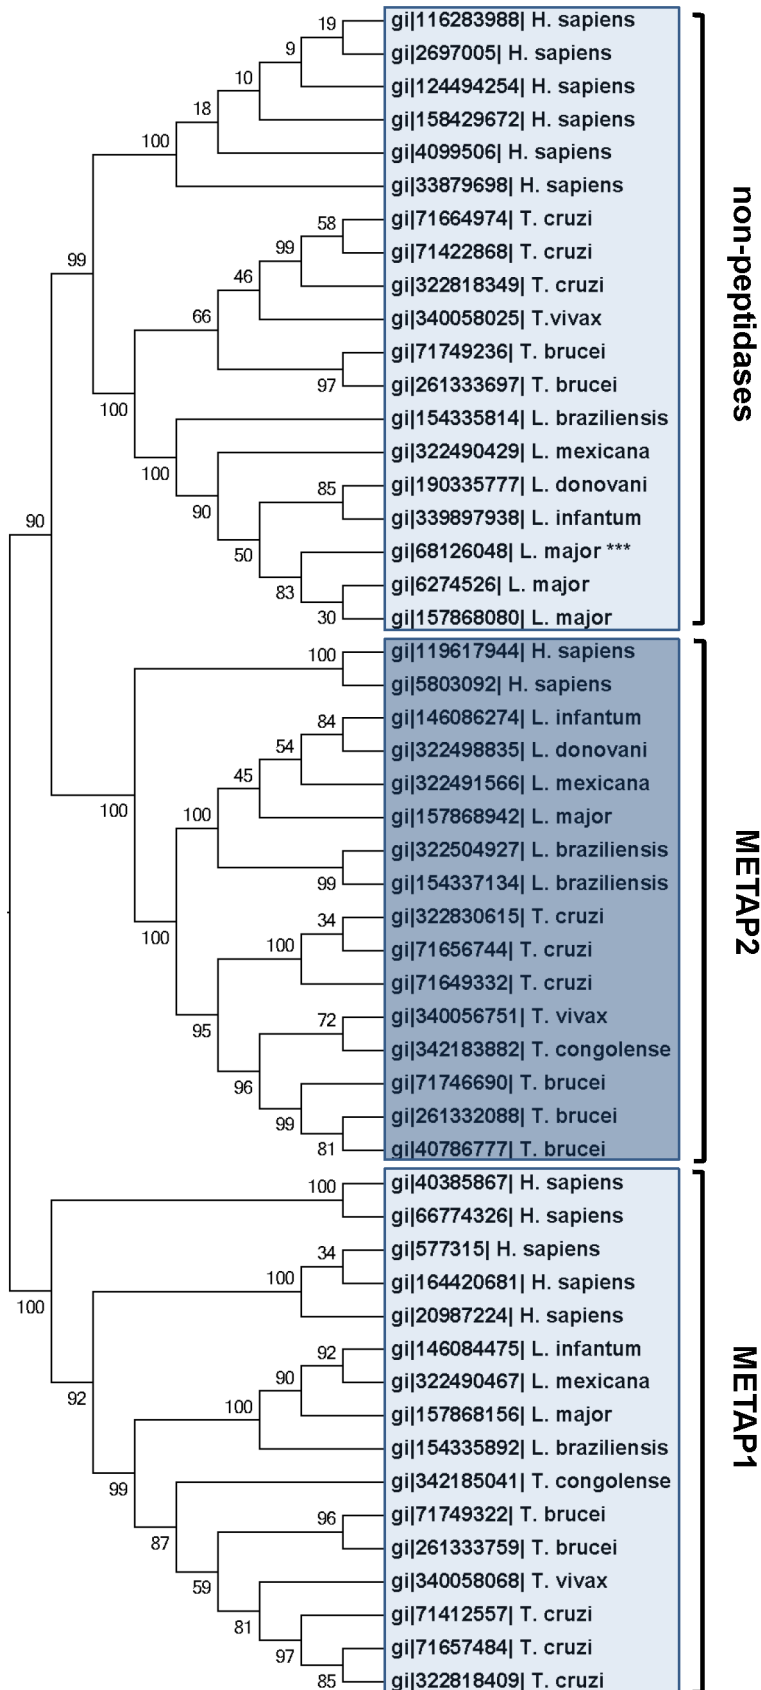 gi|116283988| H. sapiens
19
gi|2697005| H. sapiens
9
gi|124494254| H. sapiens
10
gi|158429672| H. sapiens
18
gi|4099506| H. sapiens
100
gi|33879698| H. sapiens
99
gi|71664974| T. cruzi
58
gi|71422868| T. cruzi
99
gi|322818349| T. cruzi
46
gi|340058025| T.vivax
66
gi|71749236| T. brucei
97
gi|261333697| T. brucei
100
gi|154335814| L. braziliensis
100
gi|322490429| L. mexicana
90
gi|190335777| L. donovani
85
gi|339897938| L. infantum
50
gi|68126048| L. major ***
83
gi|6274526| L. major
30
gi|157868080| L. major
non-peptidases
90
gi|119617944| H. sapiens
100
gi|5803092| H. sapiens
100
gi|146086274| L. infantum
84
gi|322498835| L. donovani
54
gi|322491566| L. mexicana
45
gi|157868942| L. major
100
gi|322504927| L. braziliensis
99
gi|154337134| L. braziliensis
100
gi|322830615| T. cruzi
34
gi|71656744| T. cruzi
100
gi|71649332| T. cruzi
95
gi|340056751| T. vivax
72
gi|342183882| T. congolense
96
gi|71746690| T. brucei
99
gi|261332088| T. brucei
81
gi|40786777| T. brucei
METAP2
gi|40385867| H. sapiens
100
gi|66774326| H. sapiens
100
gi|577315| H. sapiens
34
gi|164420681| H. sapiens
100
gi|20987224| H. sapiens
92
gi|146084475| L. infantum
92
gi|322490467| L. mexicana
90
gi|157868156| L. major
100
gi|154335892| L. braziliensis
99
gi|342185041| T. congolense
87
gi|71749322| T. brucei
96
gi|261333759| T. brucei
59
gi|340058068| T. vivax
81
gi|71412557| T. cruzi
97
gi|71657484| T. cruzi
85
gi|322818409| T. cruzi
METAP1